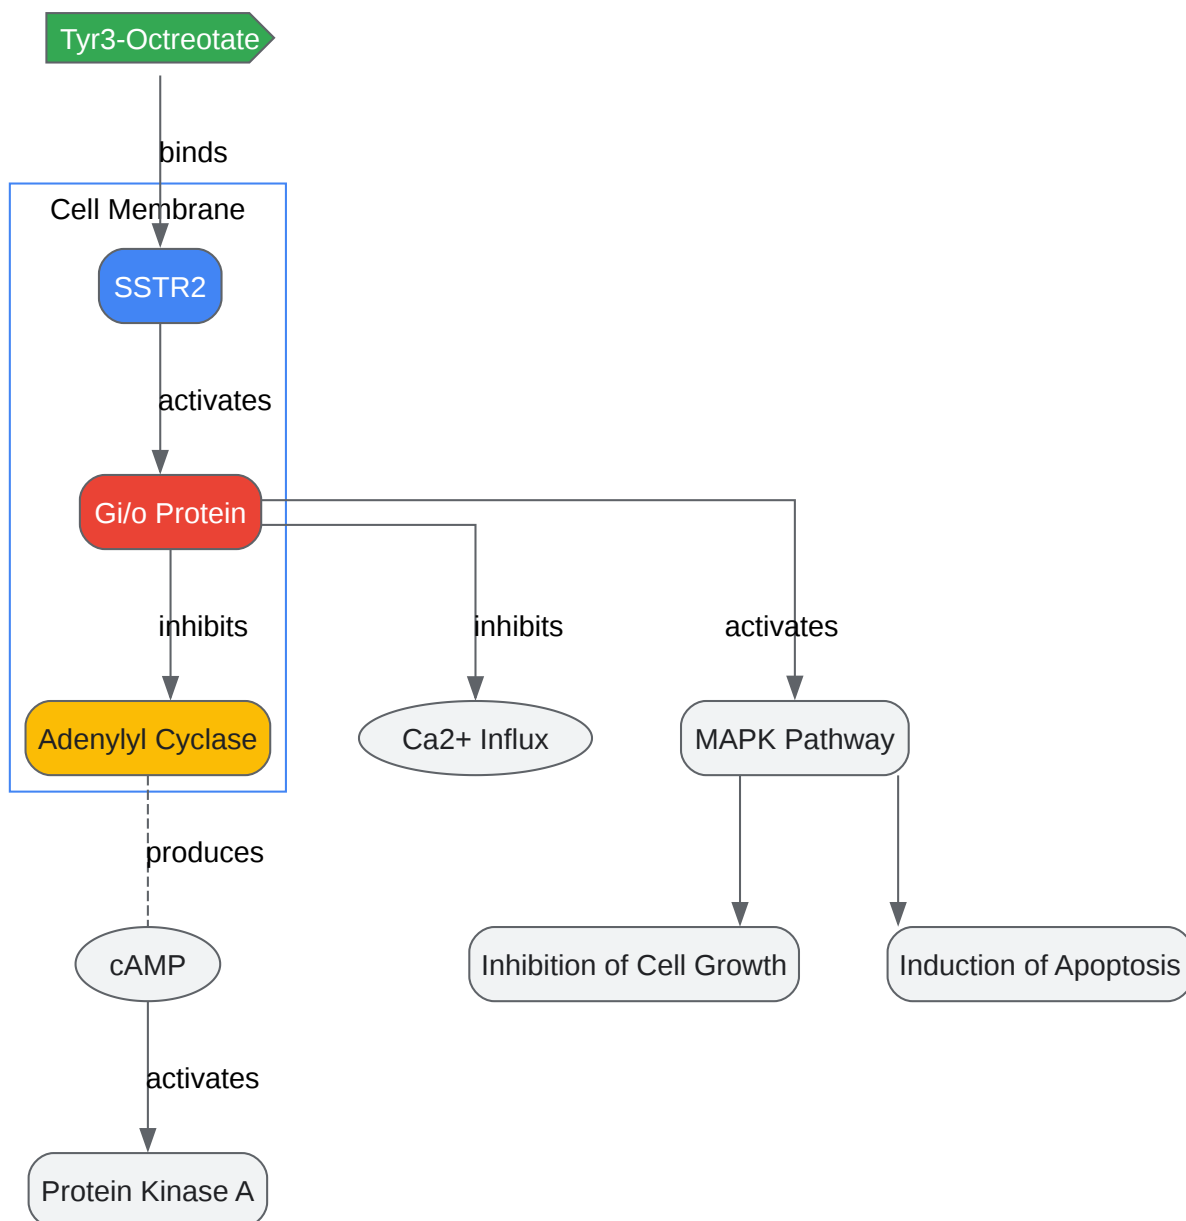 Tyr3-Octreotate
binds
Cell Membrane
SSTR2
activates
Gi/o Protein
inhibits
inhibits
activates
Adenylyl Cyclase
Ca2+ Influx
MAPK Pathway
produces
cAMP
Inhibition of Cell Growth
Induction of Apoptosis
activates
Protein Kinase A